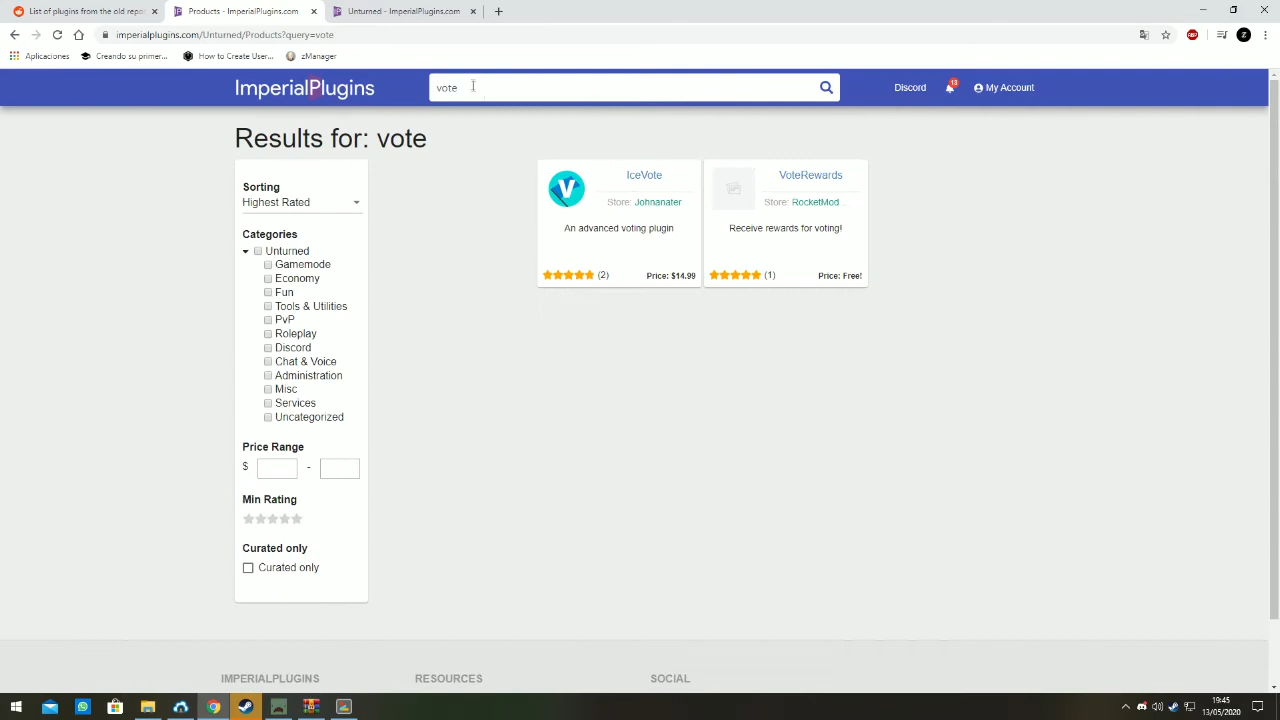 List of plugins from the old repo
Products - ImperialPlugins.com
Unturned - ImperialPlugins.com
imperialplugins.com/Unturned/Products?query=vote
Aplicaciones
Creando su primer...
How to Create User...
zManager
ImperialPlugins
vote
13
Discord
My Account
Results for: vote
Sorting
Highest Rated
Categories
Unturned
Gamemode
Economy
Fun
Tools & Utilities
PvP
Roleplay
Discord
Chat & Voice
Administration
Misc
Services
Uncategorized
Price Range
$ -
Min Rating
Curated only
Curated only
IceVote
Store: Johnanater
An advanced voting plugin
(2) Price: $14.99
VoteRewards
Store: RocketMod ...
Receive rewards for voting!
(1) Price: Free!
IMPERIALPLUGINS
RESOURCES
SOCIAL
19:45
13/05/2020